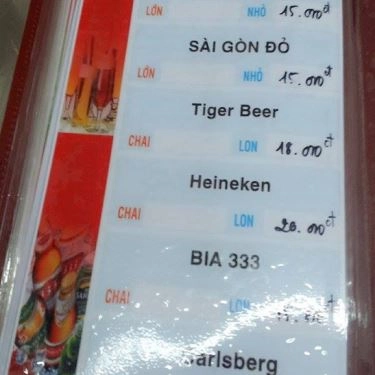 LỚN NHỎ 15.000đ
SÀI GÒN ĐỎ
LỚN NHỎ 15.000đ
Tiger Beer
CHAI LON 18.000đ
Heineken
CHAI LON 20.000đ
BIA 333
CHAI LON
Carlsberg